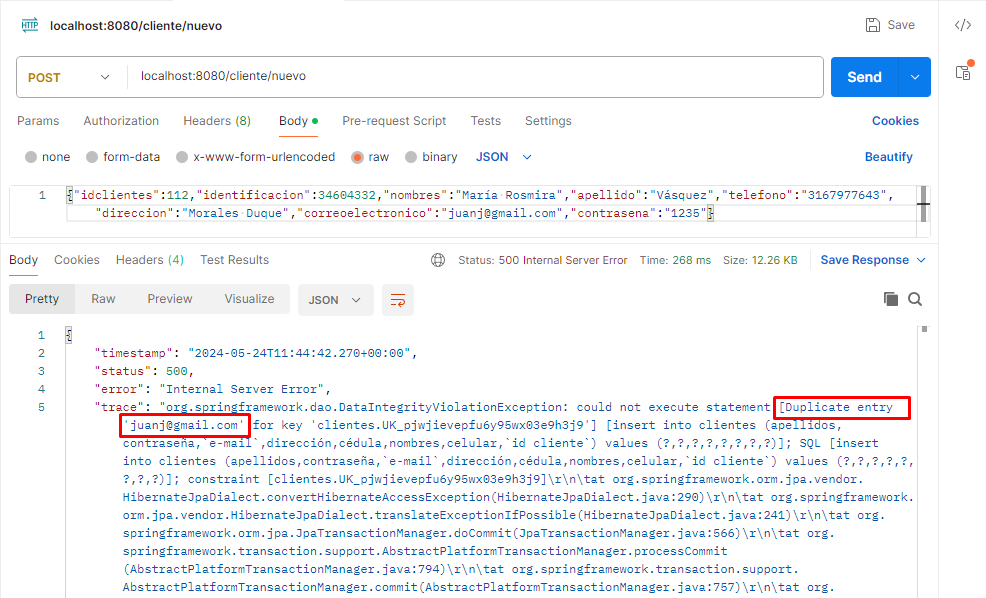 HTTP localhost:8080/cliente/nuevo Save </>
POST localhost:8080/cliente/nuevo Send
Params Authorization Headers (8) Body Pre-request Script Tests Settings Cookies
none form-data x-www-form-urlencoded raw binary JSON Beautify
1 {"idclientes":112,"identificacion":34604332,"nombres":"María·Rosmira","apellido":"Vásquez","telefono":"3167977643",
"direccion":"Morales·Duque","correoelectronico":"juanj@gmail.com","contrasena":"1235"}
Body Cookies Headers (4) Test Results Status: 500 Internal Server Error Time: 268 ms Size: 12.26 KB Save Response
Pretty Raw Preview Visualize JSON
1 {
2 "timestamp": "2024-05-24T11:44:42.270+00:00",
3 "status": 500,
4 "error": "Internal Server Error",
5 "trace": "org.springframework.dao.DataIntegrityViolationException: could not execute statement [Duplicate entry
'juanj@gmail.com' for key 'clientes.UK_pjwjievepfu6y95wx03e9h3j9'] [insert into clientes (apellidos,
contraseña,`e-mail`,dirección,cédula,nombres,celular,`id cliente`) values (?,?,?,?,?,?,?,?)]; SQL [insert
into clientes (apellidos,contraseña,`e-mail`,dirección,cédula,nombres,celular,`id cliente`) values (?,?,?,?,?,
?,?,?)]; constraint [clientes.UK_pjwjievepfu6y95wx03e9h3j9]\r\n\tat org.springframework.orm.jpa.vendor.
HibernateJpaDialect.convertHibernateAccessException(HibernateJpaDialect.java:290)\r\n\tat org.springframework.
orm.jpa.vendor.HibernateJpaDialect.translateExceptionIfPossible(HibernateJpaDialect.java:241)\r\n\tat org.
springframework.orm.jpa.JpaTransactionManager.doCommit(JpaTransactionManager.java:566)\r\n\tat org.
springframework.transaction.support.AbstractPlatformTransactionManager.processCommit
(AbstractPlatformTransactionManager.java:794)\r\n\tat org.springframework.transaction.support.
AbstractPlatformTransactionManager.commit(AbstractPlatformTransactionManager.java:757)\r\n\tat org.